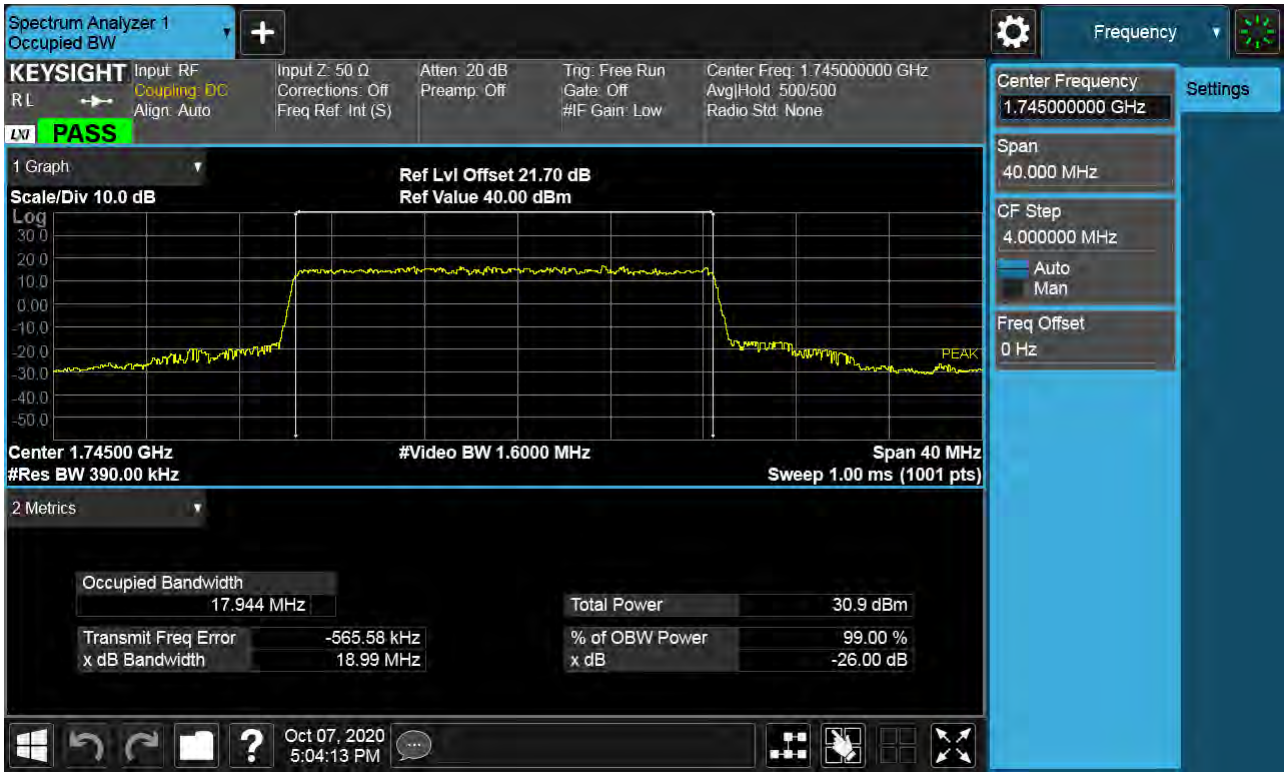 Spectrum Analyzer 1
Occupied BW
Frequency
KEYSIGHT
RL
LXI
PASS
Input: RF
Coupling: DC
Align: Auto
Input Z: 50 Ω
Corrections: Off
Freq Ref: Int (S)
Atten: 20 dB
Preamp: Off
Trig: Free Run
Gate: Off
#IF Gain: Low
Center Freq: 1.745000000 GHz
Avg|Hold: 500/500
Radio Std: None
Center Frequency
1.745000000 GHz
Settings
Span
40.000 MHz
CF Step
4.000000 MHz
Auto
Man
Freq Offset
0 Hz
1 Graph
Scale/Div 10.0 dB
Ref Lvl Offset 21.70 dB
Ref Value 40.00 dBm
Log
30.0
20.0
10.0
0.00
-10.0
-20.0
-30.0
-40.0
-50.0
PEAK
Center 1.74500 GHz
#Res BW 390.00 kHz
#Video BW 1.6000 MHz
Span 40 MHz
Sweep 1.00 ms (1001 pts)
2 Metrics
Occupied Bandwidth
17.944 MHz
Transmit Freq Error -565.58 kHz
x dB Bandwidth 18.99 MHz
Total Power 30.9 dBm
% of OBW Power 99.00 %
x dB -26.00 dB
?
Oct 07, 2020
5:04:13 PM